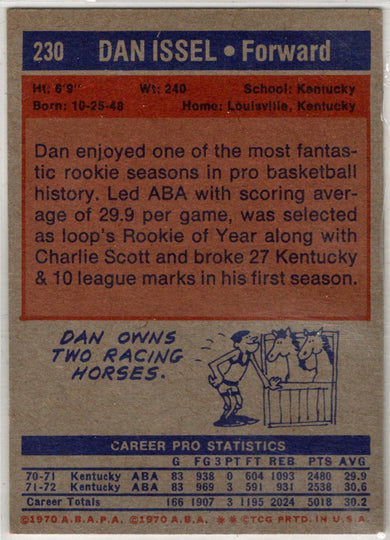 230 DAN ISSEL • Forward
Ht: 6'9" Wt: 240 School: Kentucky
Born: 10-25-48 Home: Louisville, Kentucky
Dan enjoyed one of the most fantas-
tic rookie seasons in pro basketball
history. Led ABA with scoring aver-
age of 29.9 per game, was selected
as loop's Rookie of Year along with
Charlie Scott and broke 27 Kentucky
& 10 league marks in his first season.
DAN OWNS
TWO RACING
HORSES.
CAREER PRO STATISTICS
G FG 3 PT FT REB. PTS AVG
70-71 Kentucky ABA 83 938 0 604 1093 2480 29.9
71-72 Kentucky ABA 83 969 3 591 931 2538 30.6
Career Totals 166 1907 3 1195 2024 5018 30.2
©1970 A.B.A.P.A. ©1970 A.B.A. ✱✱©TCG PRTD. IN U.S.A.